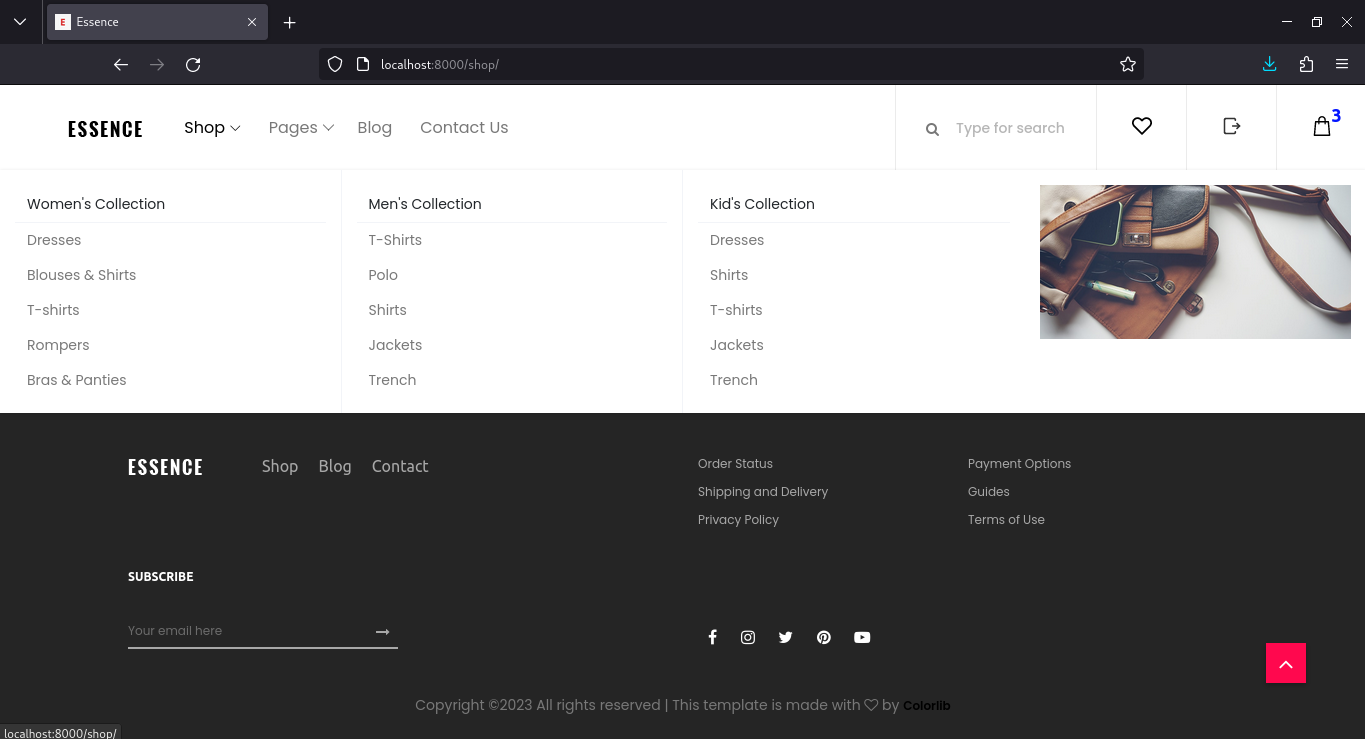 E Essence
localhost:8000/shop/
ESSENCE Shop Pages Blog Contact Us Type for search 3
Women's Collection
Dresses
Blouses & Shirts
T-shirts
Rompers
Bras & Panties
Men's Collection
T-Shirts
Polo
Shirts
Jackets
Trench
Kid's Collection
Dresses
Shirts
T-shirts
Jackets
Trench
ESSENCE Shop Blog Contact
Order Status
Shipping and Delivery
Privacy Policy
Payment Options
Guides
Terms of Use
SUBSCRIBE
Your email here
Copyright ©2023 All rights reserved | This template is made with ♡ by Colorlib
localhost:8000/shop/